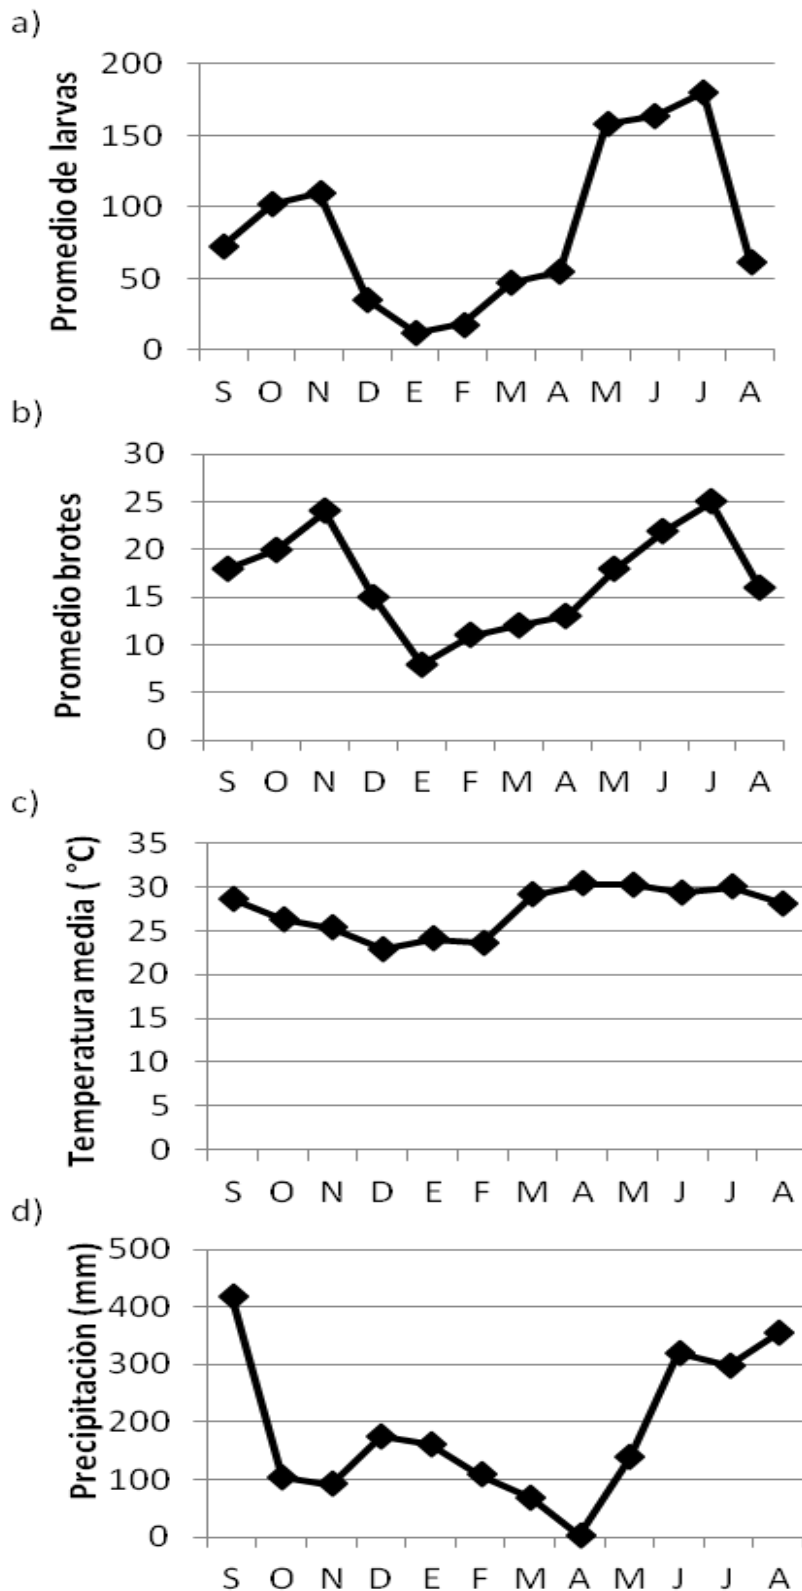 a)
Promedio de larvas
200
150
100
50
0
S O N D E F M A M J J A
b)
Promedio brotes
30
25
20
15
10
5
0
S O N D E F M A M J J A
c)
Temperatura media ( °C)
35
30
25
20
15
10
5
0
S O N D E F M A M J J A
d)
Precipitaciòn (mm)
500
400
300
200
100
0
S O N D E F M A M J J A